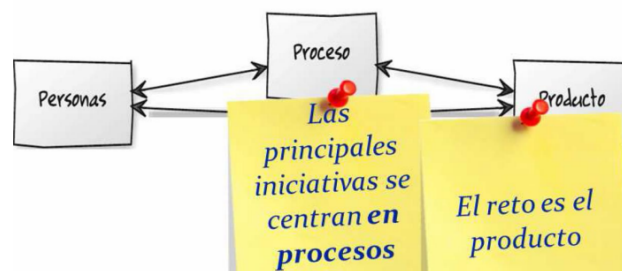 Proceso
Personas
Producto
Las
principales
iniciativas se
centran en
procesos
El reto es el
producto